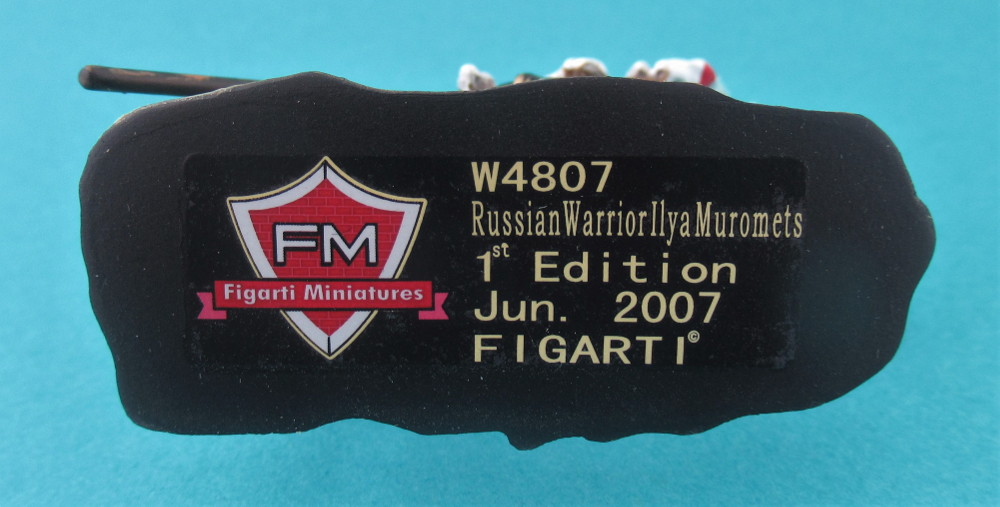 FM
Figarti Miniatures
W4807
RussianWarriorIlyaMuromets
1st Edition
Jun. 2007
FIGARTI©